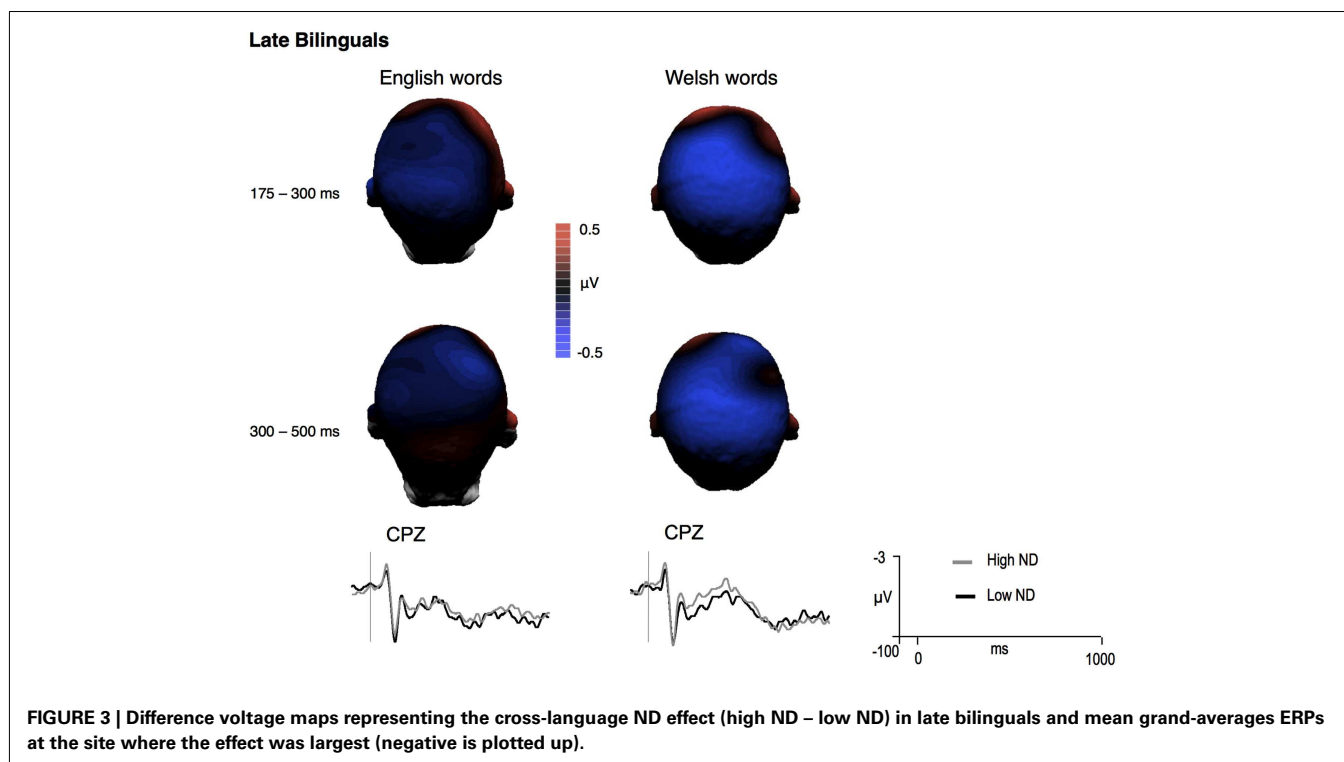 Late Bilinguals
English words
Welsh words
175 – 300 ms
0.5
µV
-0.5
300 – 500 ms
CPZ
CPZ
-3
µV
-100
0
ms
1000
High ND
Low ND
FIGURE 3 | Difference voltage maps representing the cross-language ND effect (high ND – low ND) in late bilinguals and mean grand-averages ERPs
at the site where the effect was largest (negative is plotted up).